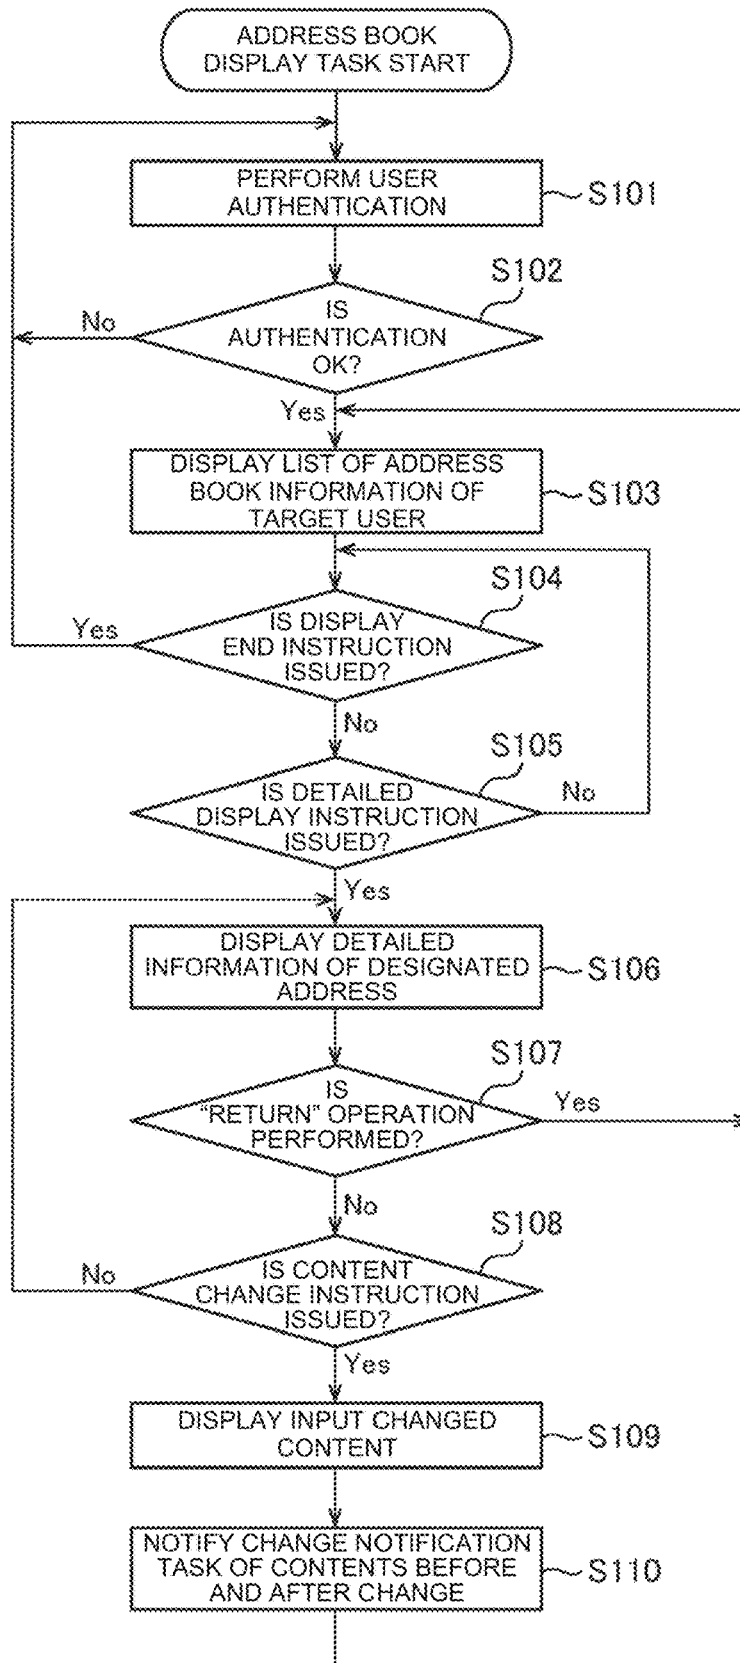 ADDRESS BOOK
DISPLAY TASK START
PERFORM USER
AUTHENTICATION
S101
S102
IS
AUTHENTICATION
OK?
No
Yes
DISPLAY LIST OF ADDRESS
BOOK INFORMATION OF
TARGET USER
S103
S104
IS DISPLAY
END INSTRUCTION
ISSUED?
Yes
No
S105
IS DETAILED
DISPLAY INSTRUCTION
ISSUED?
No
Yes
DISPLAY DETAILED
INFORMATION OF DESIGNATED
ADDRESS
S106
S107
IS
“RETURN” OPERATION
PERFORMED?
Yes
No
S108
IS CONTENT
CHANGE INSTRUCTION
ISSUED?
No
Yes
DISPLAY INPUT CHANGED
CONTENT
S109
NOTIFY CHANGE NOTIFICATION
TASK OF CONTENTS BEFORE
AND AFTER CHANGE
S110